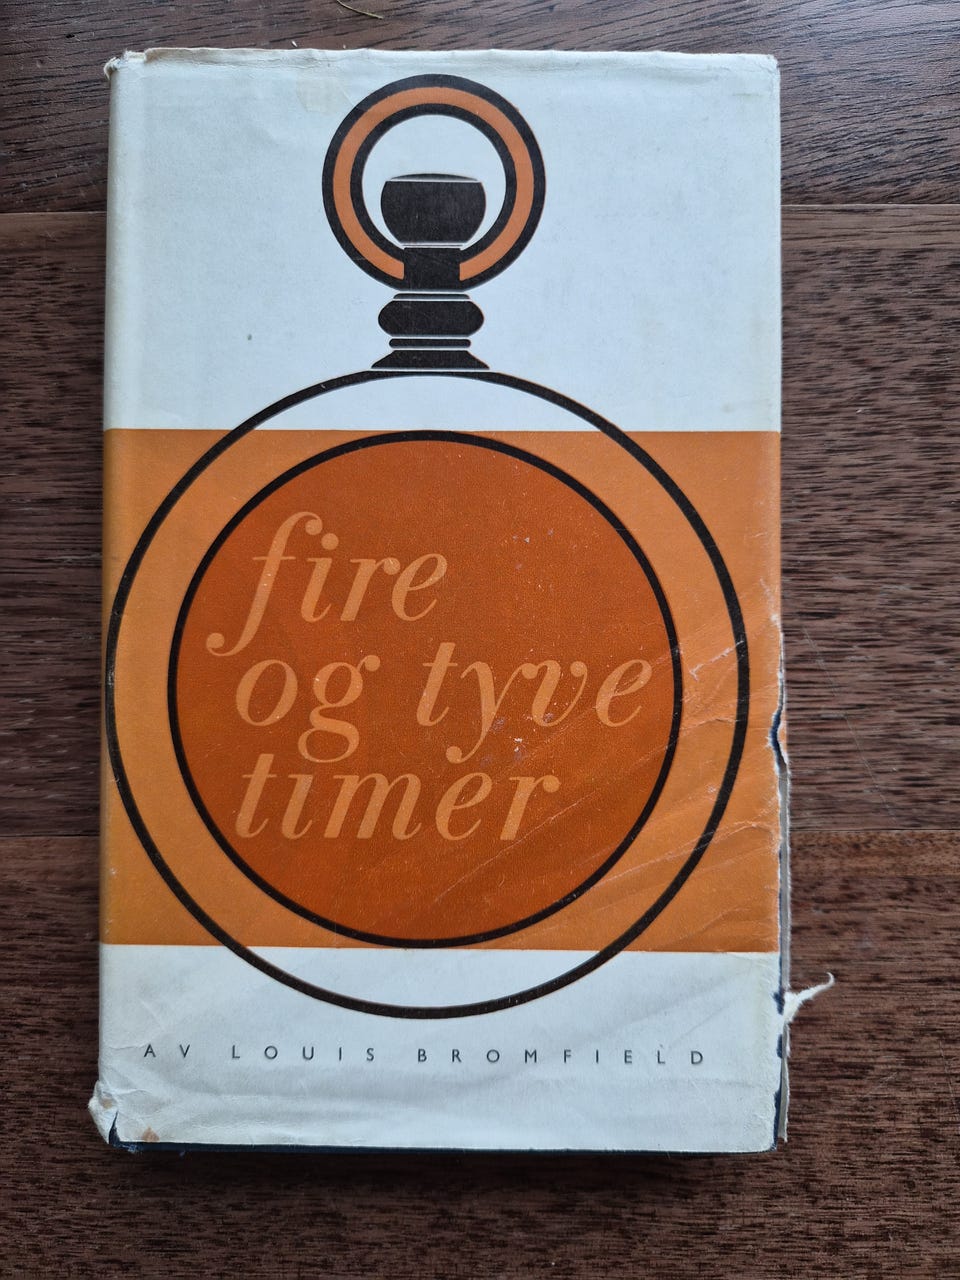 fire
og tyve
timer
AV LOUIS BROMFIELD